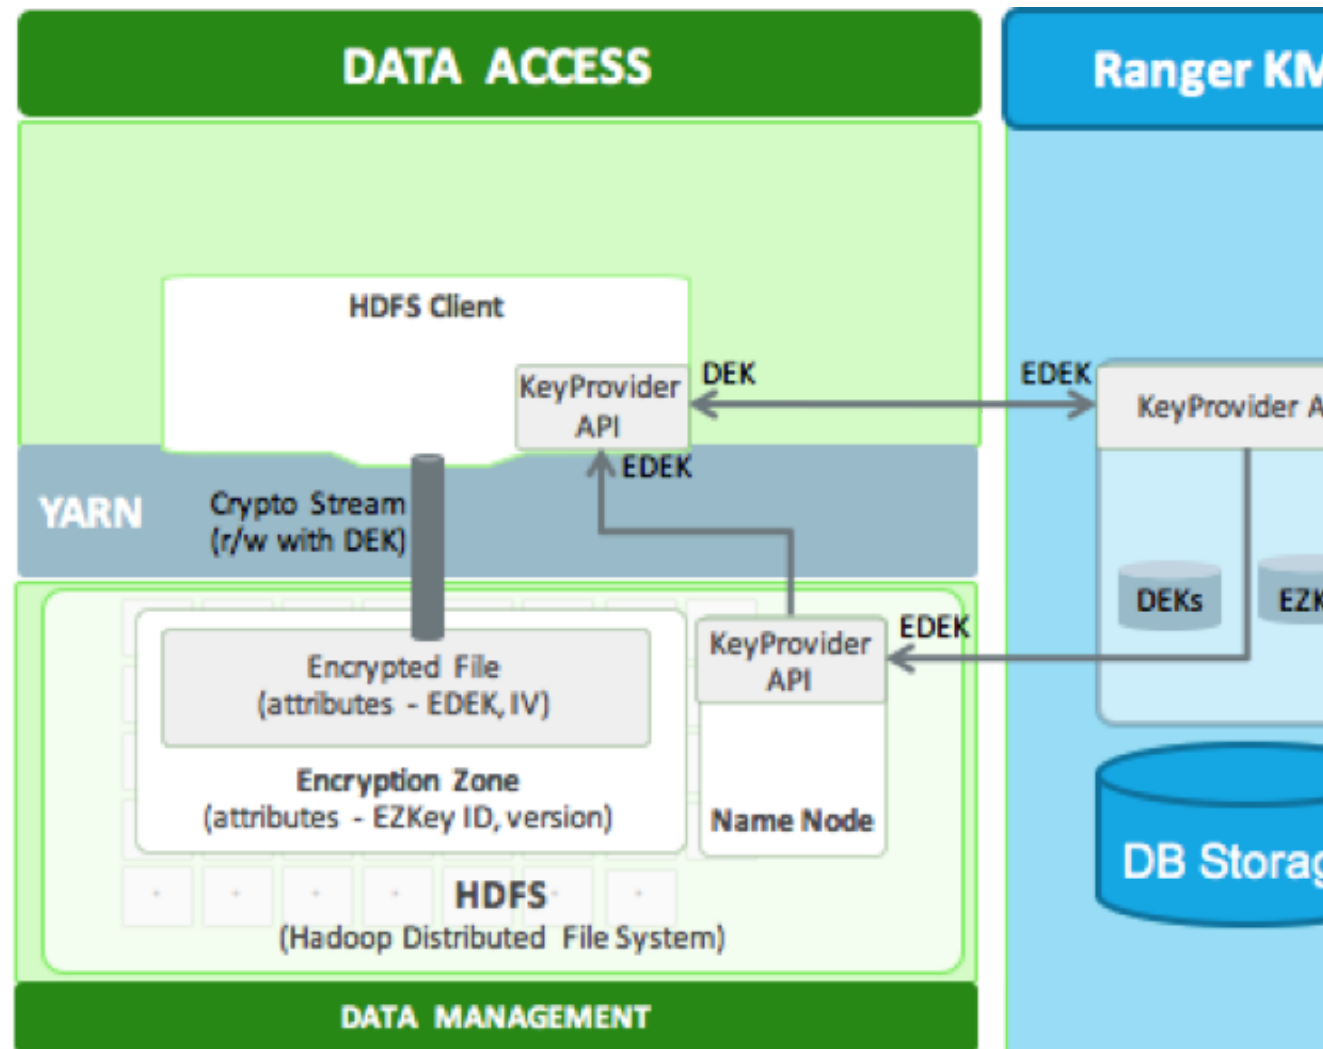 DATA ACCESS
Ranger KM
HDFS Client
KeyProvider
API
DEK
EDEK
KeyProvider A
EDEK
YARN
Crypto Stream
(r/w with DEK)
DEKs
EZK
Encrypted File
(attributes - EDEK, IV)
KeyProvider
API
EDEK
Encryption Zone
(attributes - EZKey ID, version)
Name Node
DB Storag
HDFS
(Hadoop Distributed File System)
DATA MANAGEMENT